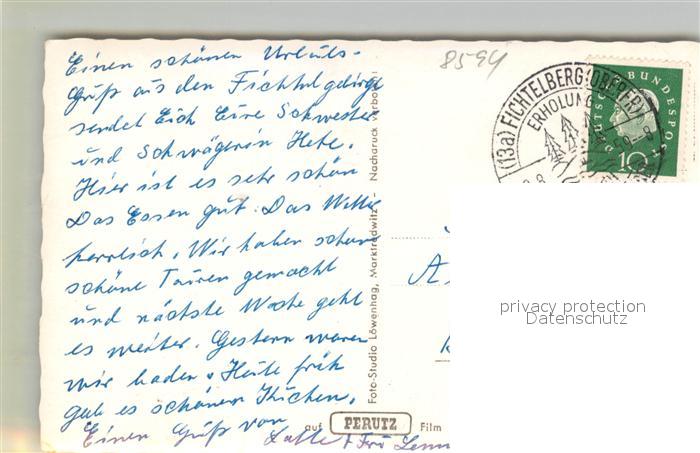 Einen schönen Urlaubs-
Gruß aus den Fichtelgebirge
sendet Euch Eure Schwester
und Schwägerin Hete.
Hier ist es sehr schön
Das Essen gut. Das Wetter
herrlich. Wir haben schon
schöne Turen gemacht
und nächste Woche geht
es weiter. Gestern waren
wir baden. Heute früh
gab es schönen Kuchen.
Einen Gruß von
Foto-Studio Löwenhag, Marktredwitz - Nachdruck verboten!
auf PERUTZ Film
8594
(13a) FICHTELBERG (OBERFR)
ERHOLUNG
DEUTSCHE BUNDESPOST
10
privacy protection
Datenschutz